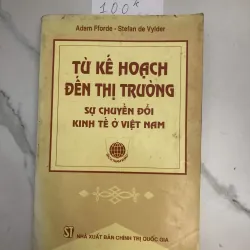 100k
Adam Fforde - Stefan de Vylder
TỪ KẾ HOẠCH
ĐẾN THỊ TRƯỜNG
SỰ CHUYỂN ĐỔI
KINH TẾ Ở VIỆT NAM
ST NHÀ XUẤT BẢN CHÍNH TRỊ QUỐC GIA